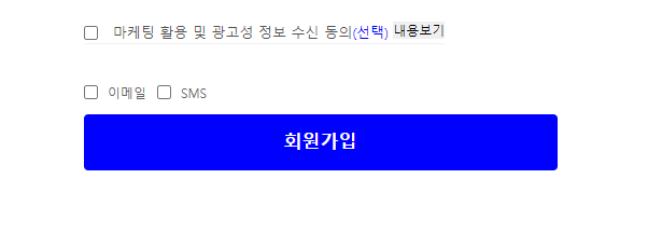 마케팅 활용 및 광고성 정보 수신 동의(선택) 내용보기
이메일 SMS
회원가입